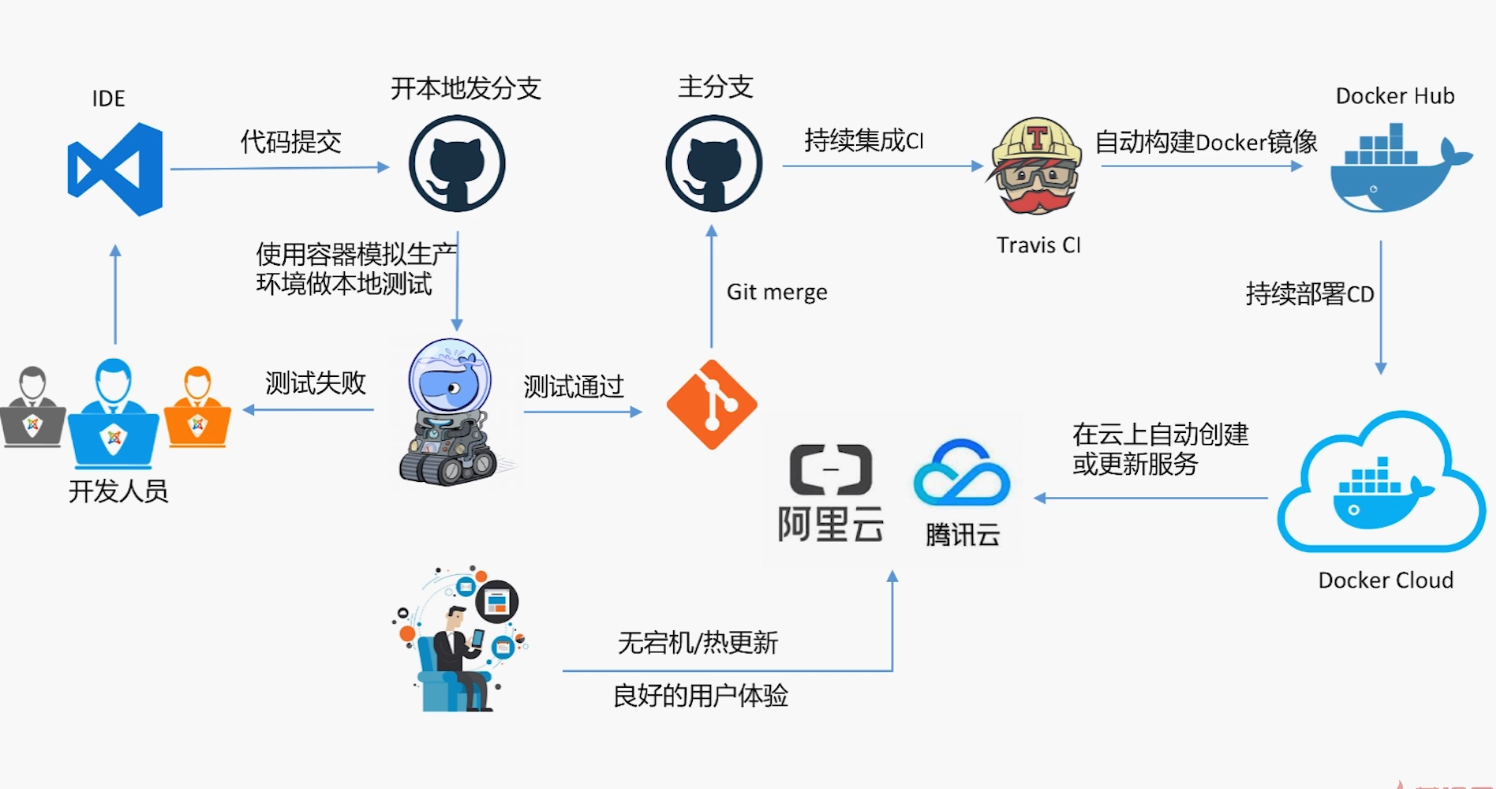 IDE
开本地发分支
主分支
Docker Hub
代码提交
持续集成CI
自动构建Docker镜像
T
Travis CI
使用容器模拟生产
环境做本地测试
Git merge
持续部署CD
测试失败
测试通过
开发人员
阿里云
腾讯云
在云上自动创建
或更新服务
Docker Cloud
无宕机/热更新
良好的用户体验